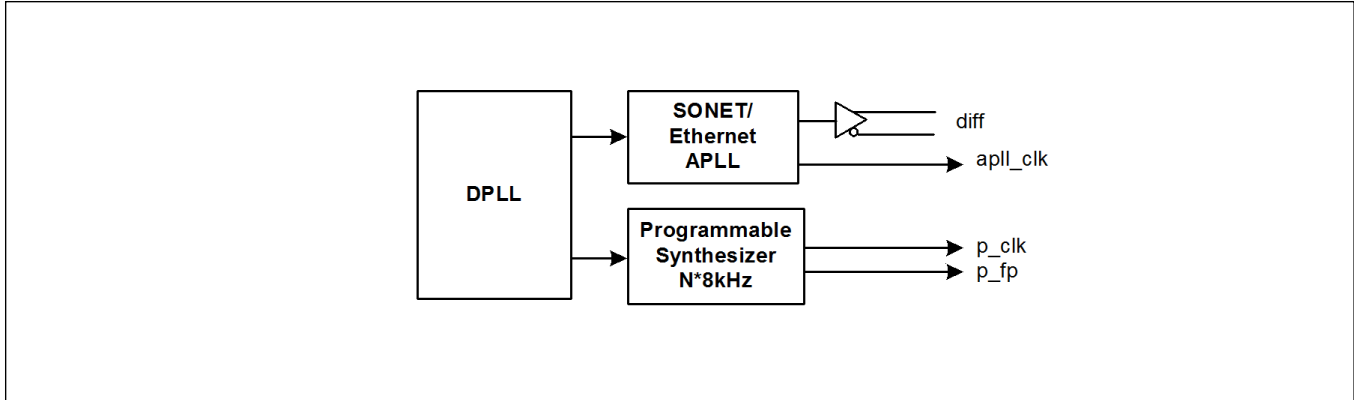 DPLL
SONET/
Ethernet
APLL
diff
apll_clk
Programmable
Synthesizer
N*8kHz
p_clk
p_fp